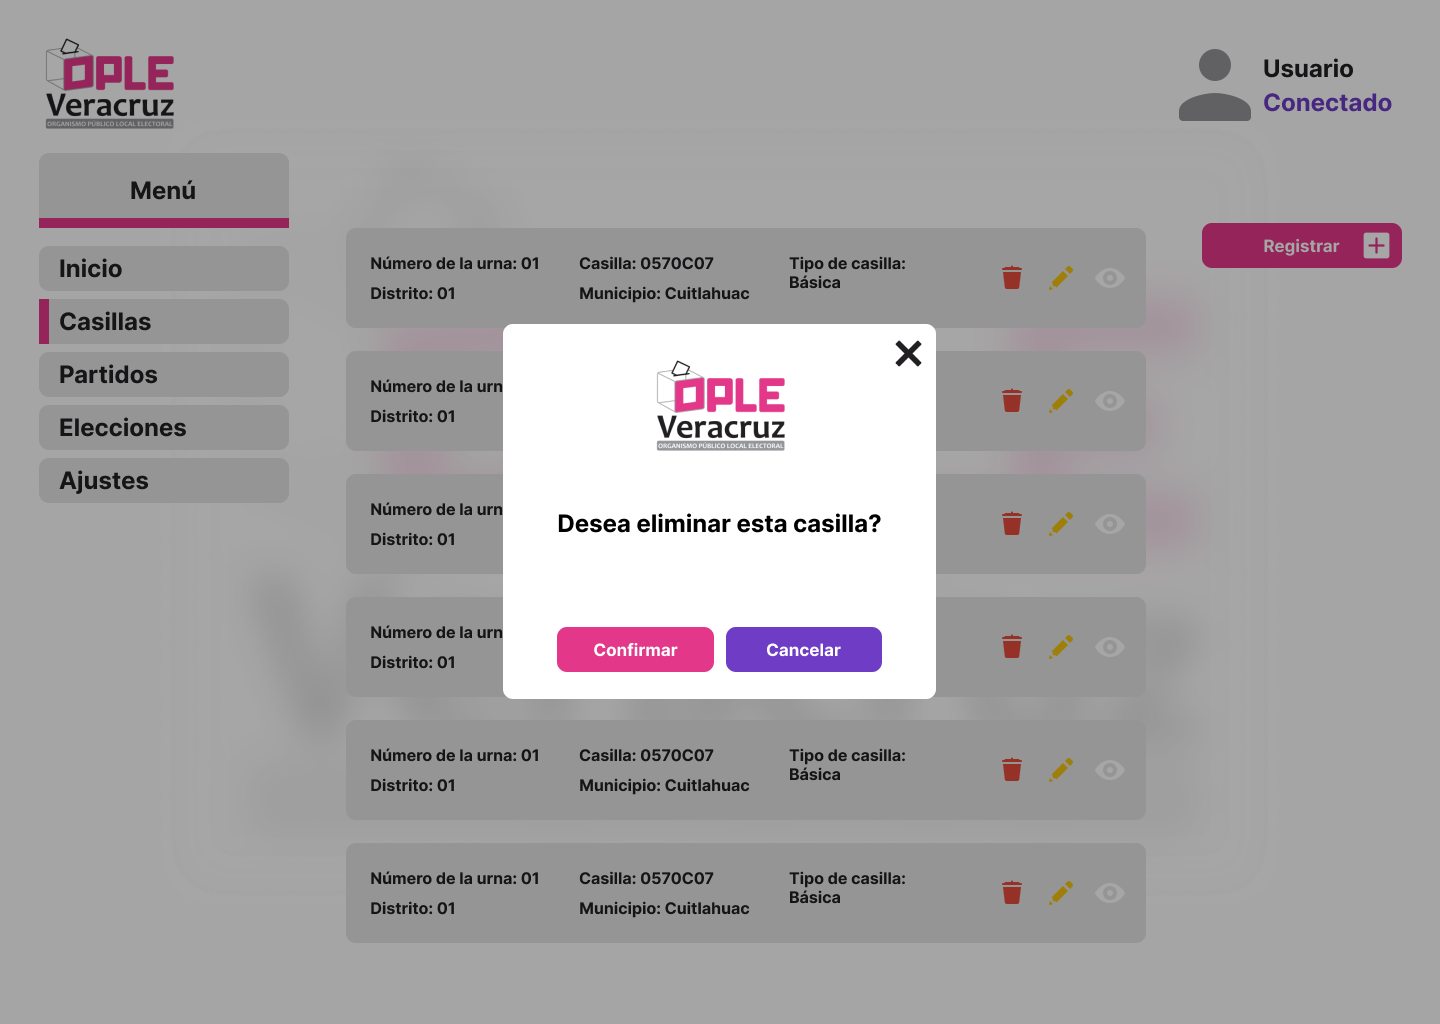 OPLE
Veracruz
ORGANISMO PÚBLICO LOCAL ELECTORAL
Usuario
Conectado
Menú
Inicio
Casillas
Partidos
Elecciones
Ajustes
Registrar
Número de la urna: 01
Distrito: 01
Casilla: 0570C07
Municipio: Cuitlahuac
Tipo de casilla:
Básica
Número de la urn
Distrito: 01
Número de la urn
Distrito: 01
Número de la urn
Distrito: 01
Número de la urna: 01
Distrito: 01
Casilla: 0570C07
Municipio: Cuitlahuac
Tipo de casilla:
Básica
Número de la urna: 01
Distrito: 01
Casilla: 0570C07
Municipio: Cuitlahuac
Tipo de casilla:
Básica
OPLE
Veracruz
ORGANISMO PÚBLICO LOCAL ELECTORAL
Desea eliminar esta casilla?
Confirmar
Cancelar